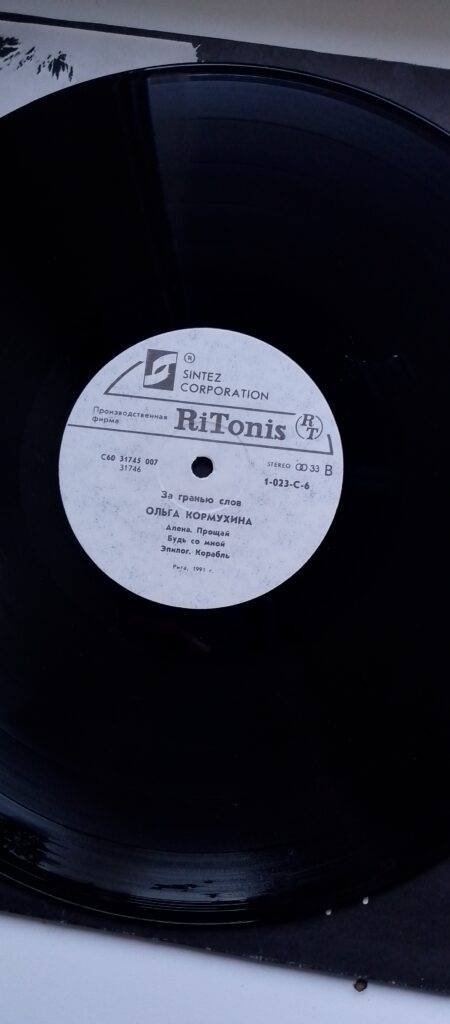 ®
SINTEZ
CORPORATION
Производственная
фирма
RiTonis
RT
С60 31745 007
31746
STEREO 33 В
1-023-С-6
За гранью слов
ОЛЬГА КОРМУХИНА
Алена. Прощай
Будь со мной
Эпилог. Корабль
Рига, 1991 г.